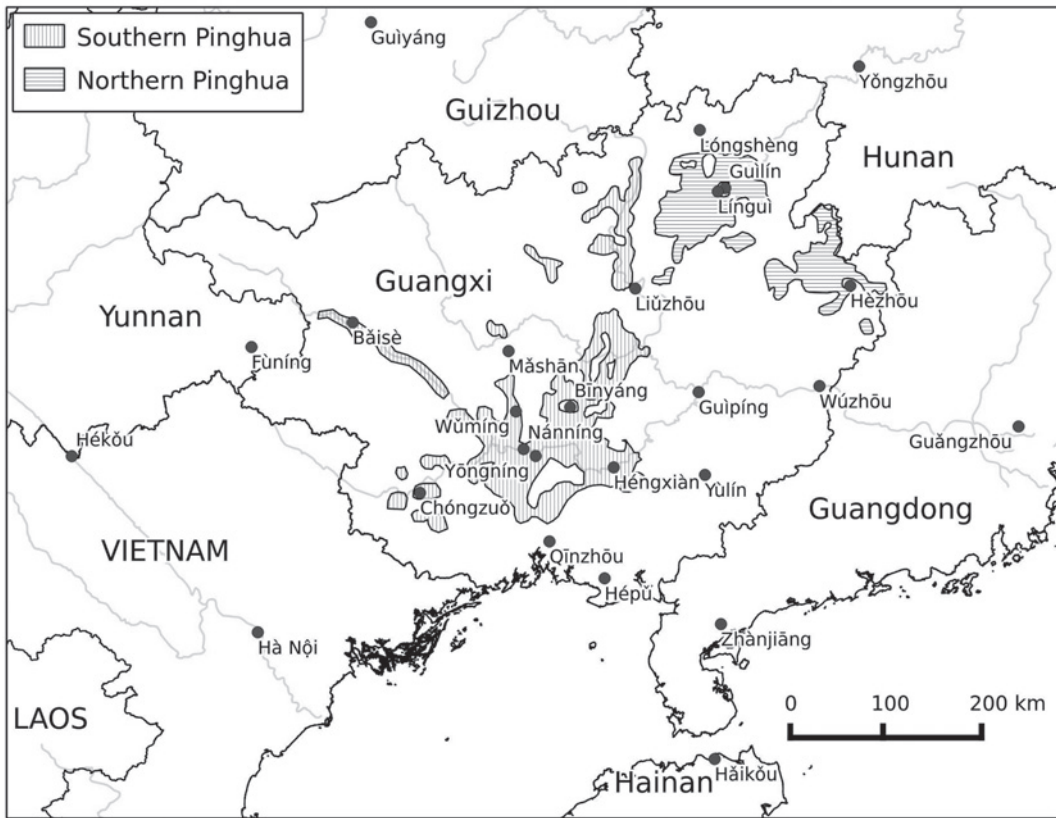 Southern Pinghua
Northern Pinghua
Guìyáng
Yǒngzhōu
Guizhou
Lóngshèng
Hunan
Guìlín
Línguì
Guangxi
Yunnan
Liǔzhōu
Hèzhōu
Bǎisè
Fùníng
Mǎshān
Bīnyáng
Guìpíng
Wúzhōu
Wǔmíng
Nánníng
Hékǒu
Guǎngzhōu
Yōngníng
Héngxiàn
Yùlín
Chóngzuǒ
Guangdong
VIETNAM
Qīnzhōu
Hépǔ
Hà Nội
Zhànjiāng
LAOS
0 100 200 km
Hainan
Hǎikǒu